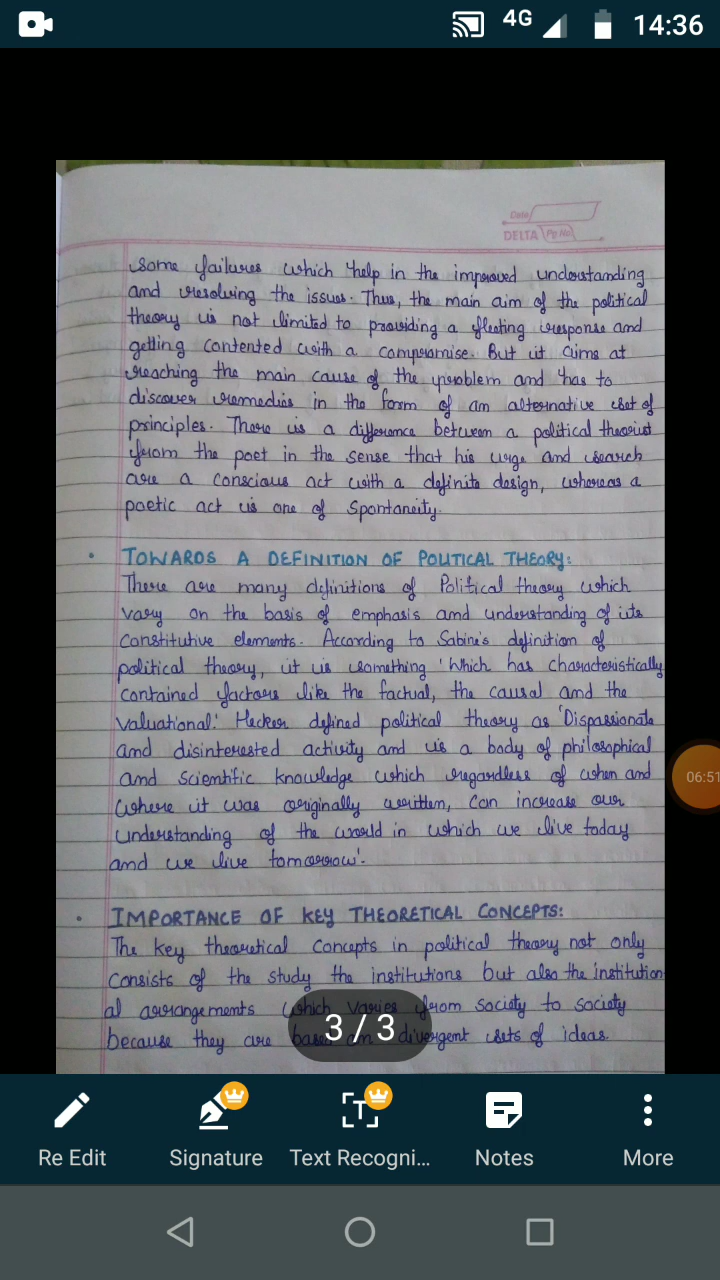 4G 14:36
Date
DELTA Pg No
some failures which help in the improved understanding
and resolving the issues. Thus, the main aim of the political
theory is not limited to providing a fleeting response and
getting contented with a compromise. But it aims at
reaching the main cause of the problem and has to
discover remedies in the form of an alternative set of
principles. There is a difference between a political theorist
from the poet in the sense that his urge and search
are a conscious act with a definite design, whereas a
poetic act is one of Spontaneity.
• TOWARDS A DEFINITION OF POLITICAL THEORY:
There are many definitions of Political theory which
vary on the basis of emphasis and understanding of its
constitutive elements. According to Sabine's definition of
political theory, it is something 'Which has characteristically
contained factors like the factual, the causal and the
valuational.' Hecker defined political theory as 'Dispassionate
and disinterested activity and is a body of philosophical
and scientific knowledge which regardless of when and
06:51
where it was originally written, can increase our
understanding of the world in which we live today
and we live tomorrow'.
• IMPORTANCE OF KEY THEORETICAL CONCEPTS:
The key theoretical concepts in political theory not only
consists of the study the institutions but also the institution
al arrangements which varies from society to society
3 / 3
because they are based on divergent sets of ideas.
Re Edit Signature Text Recogni... Notes More